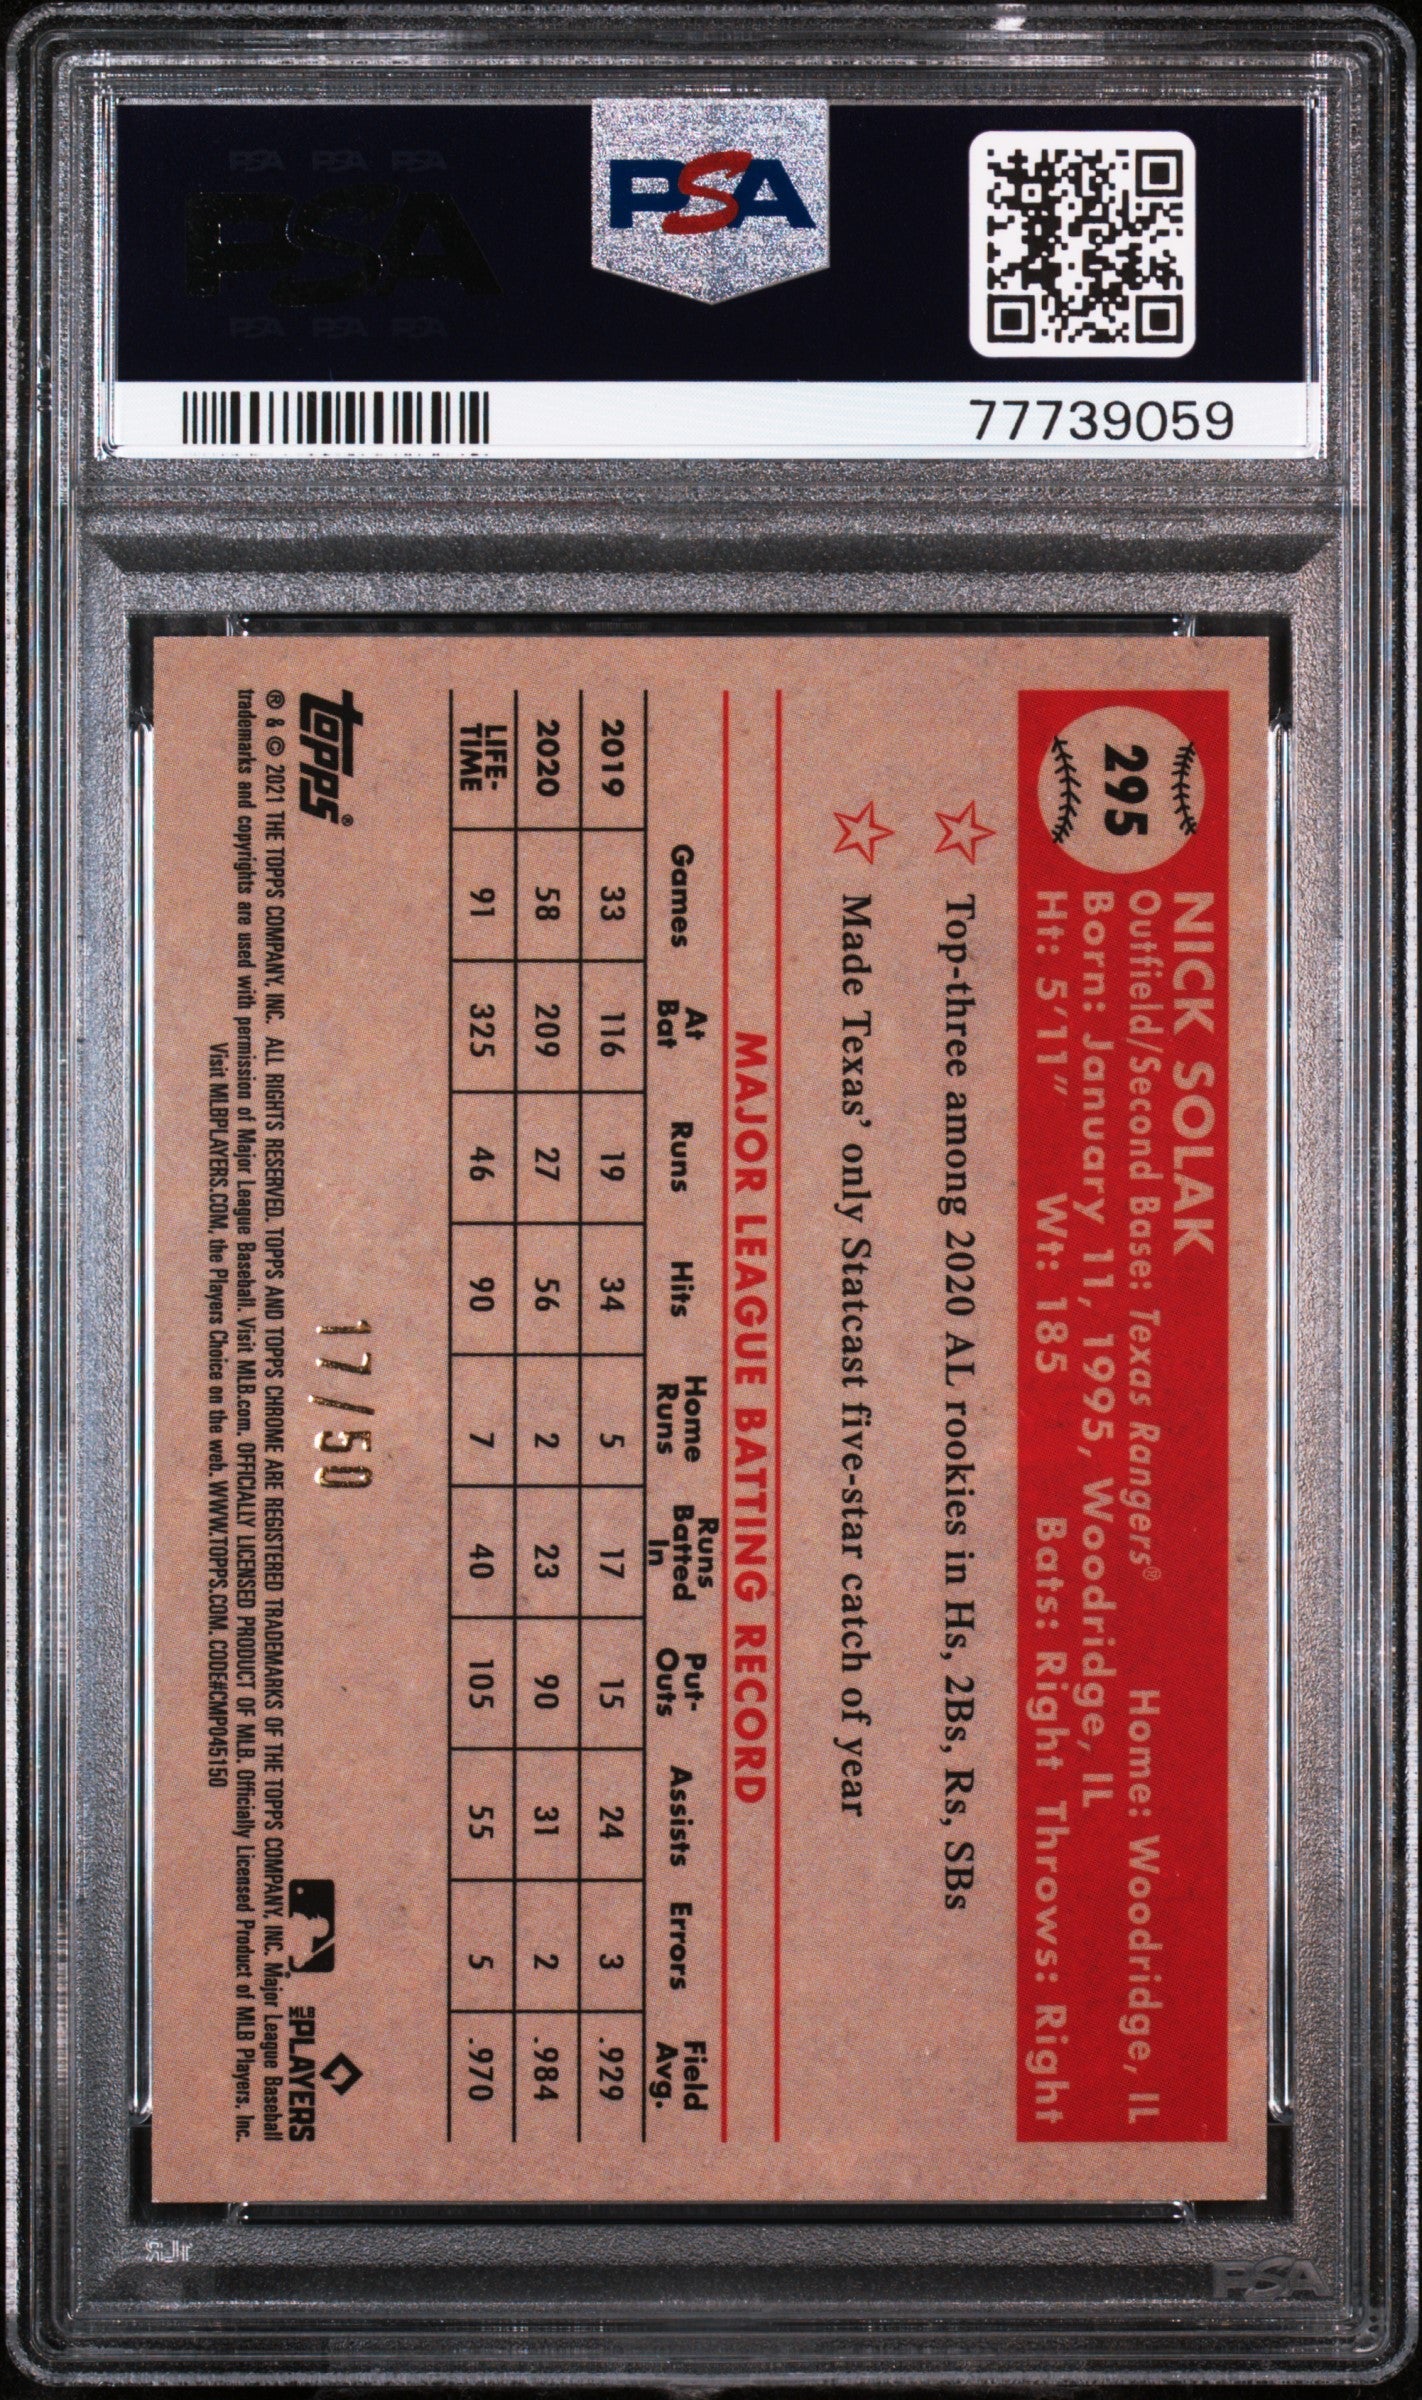 PSA PSA PSA
PSA
PSA PSA PSA
PSA
77739059
295
NICK SOLAK
Outfield/Second Base: Texas Rangers® Home: Woodridge, IL
Born: January 11, 1995, Woodridge, IL
Ht: 5'11" Wt: 185 Bats: Right Throws: Right
Top-three among 2020 AL rookies in Hs, 2Bs, Rs, SBs
Made Texas' only Statcast five-star catch of year
MAJOR LEAGUE BATTING RECORD
Games At Bat Runs Hits Home Runs Runs Batted In Put-Outs Assists Errors Field Avg.
2019 33 116 19 34 5 17 15 24 3 .929
2020 58 209 27 56 2 23 90 31 2 .984
LIFE-TIME 91 325 46 90 7 40 105 55 5 .970
17/50
topps®
MLB PLAYERS
® & © 2021 THE TOPPS COMPANY, INC. ALL RIGHTS RESERVED. TOPPS AND TOPPS CHROME ARE REGISTERED TRADEMARKS OF THE TOPPS COMPANY, INC. Major League Baseball
trademarks and copyrights are used with permission of Major League Baseball. Visit MLB.com. OFFICIALLY LICENSED PRODUCT OF MLB. Officially Licensed Product of MLB Players, Inc.
Visit MLBPLAYERS.COM, the Players Choice on the web. WWW.TOPPS.COM. CODE#CMP045150
PSA